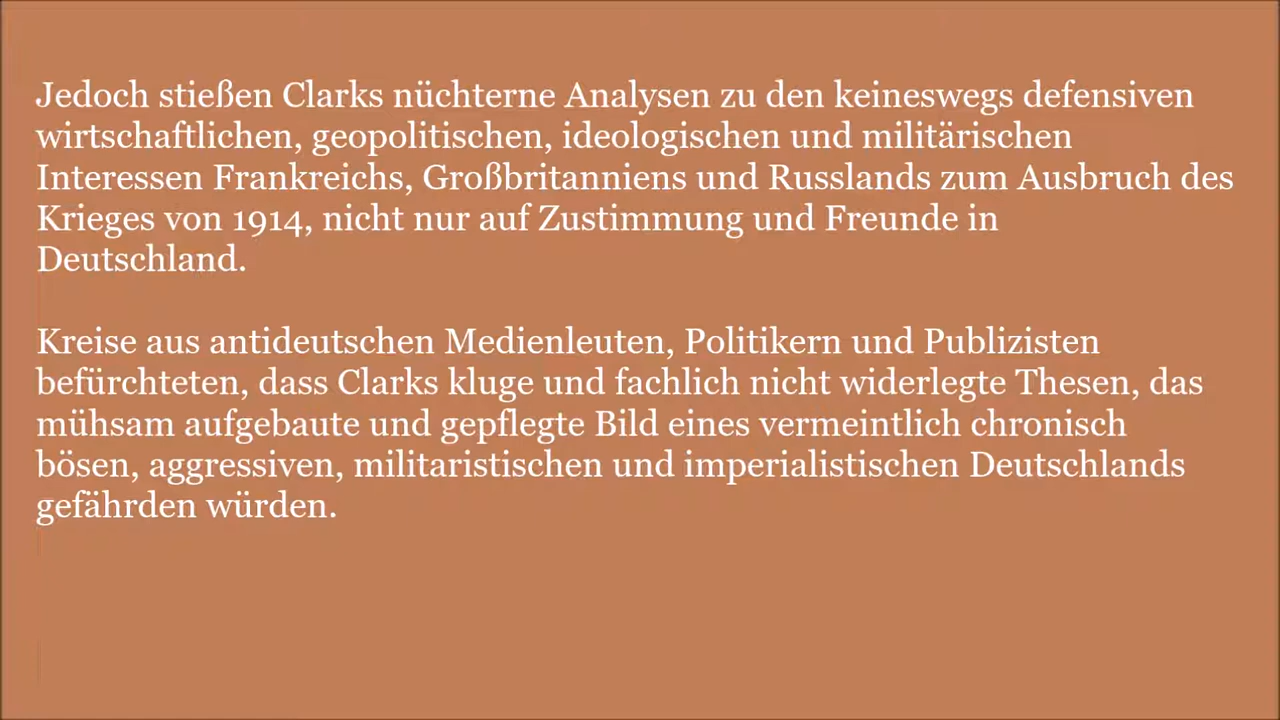 Jedoch stießen Clarks nüchterne Analysen zu den keineswegs defensiven
wirtschaftlichen, geopolitischen, ideologischen und militärischen
Interessen Frankreichs, Großbritanniens und Russlands zum Ausbruch des
Krieges von 1914, nicht nur auf Zustimmung und Freunde in
Deutschland.
Kreise aus antideutschen Medienleuten, Politikern und Publizisten
befürchteten, dass Clarks kluge und fachlich nicht widerlegte Thesen, das
mühsam aufgebaute und gepflegte Bild eines vermeintlich chronisch
bösen, aggressiven, militaristischen und imperialistischen Deutschlands
gefährden würden.